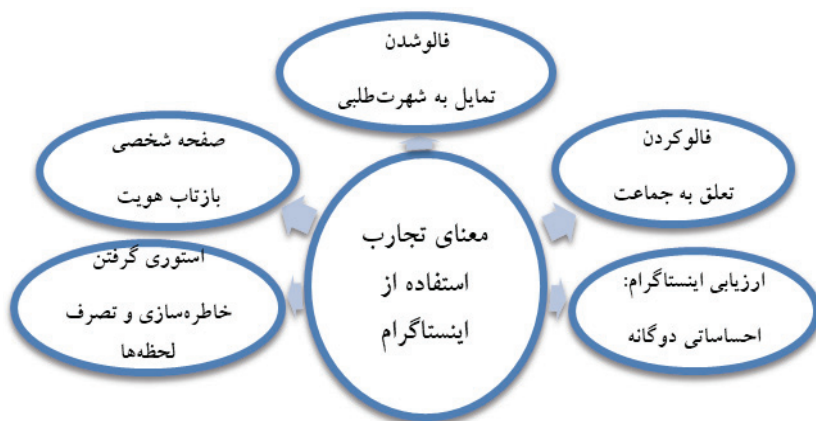 فالوشدن
تمایل به شهرت‌طلبی
فالوکردن
تعلق به جماعت
صفحه شخصی
بازتاب هویت
معنای تجارب
استفاده از
اینستاگرام
ارزیابی اینستاگرام:
احساساتی دوگانه
استوری گرفتن
خاطره‌سازی و تصرف
لحظه‌ها